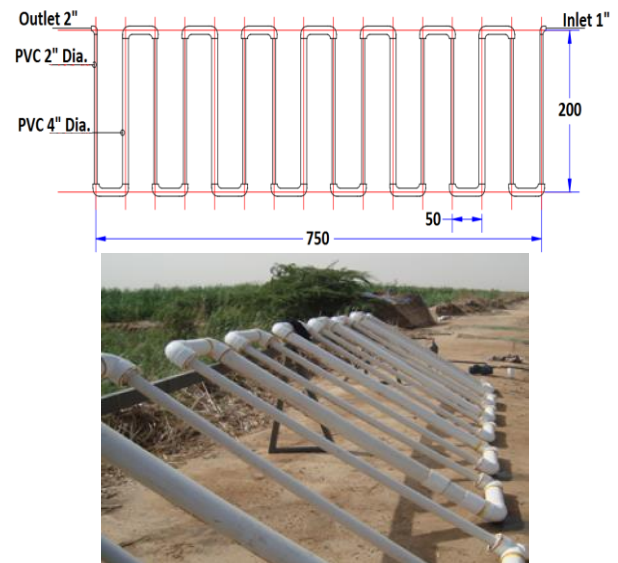 Outlet 2"
Inlet 1"
PVC 2" Dia.
PVC 4" Dia.
200
50
750